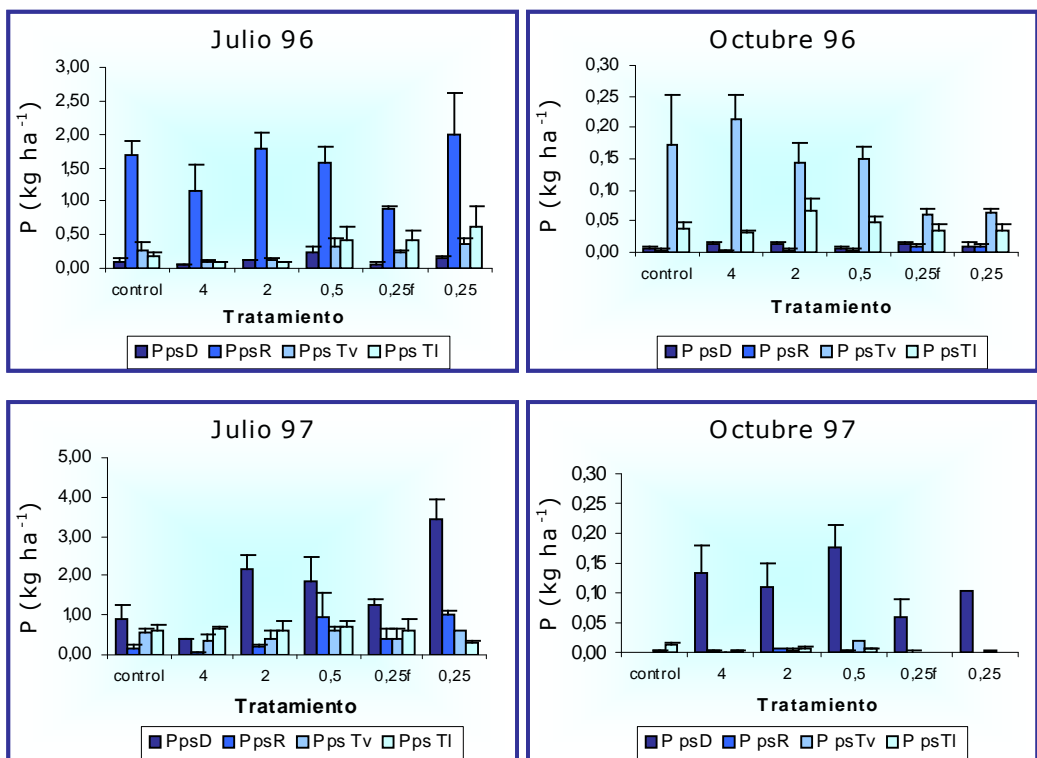 Julio 96
P (kg ha-1)
3,00
2,50
2,00
1,50
1,00
0,50
0,00
control 4 2 0,5 0,25f 0,25
Tratamiento
PpsD PpsR Pps Tv Pps Tl
Octubre 96
P (kg ha-1)
0,30
0,25
0,20
0,15
0,10
0,05
0,00
control 4 2 0,5 0,25f 0,25
Tratamiento
P psD P psR P psTv P psTl
Julio 97
P (kg ha-1)
5,00
4,00
3,00
2,00
1,00
0,00
control 4 2 0,5 0,25f 0,25
Tratamiento
PpsD PpsR Pps Tv Pps Tl
Octubre 97
P (kg ha-1)
0,30
0,25
0,20
0,15
0,10
0,05
0,00
control 4 2 0,5 0,25f 0,25
Tratamiento
P psD P psR P psTv P psTl